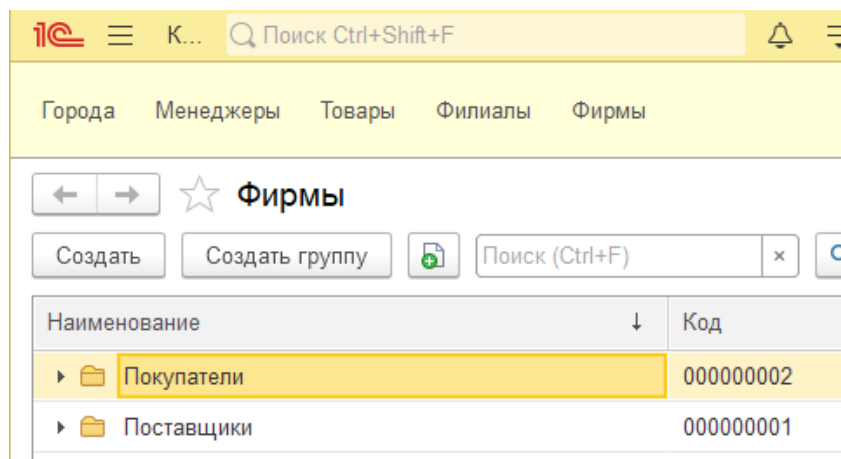 1С К... Поиск Ctrl+Shift+F
Города Менеджеры Товары Филиалы Фирмы
Фирмы
Создать Создать группу Поиск (Ctrl+F) ×
Наименование ↓ Код
Покупатели 000000002
Поставщики 000000001